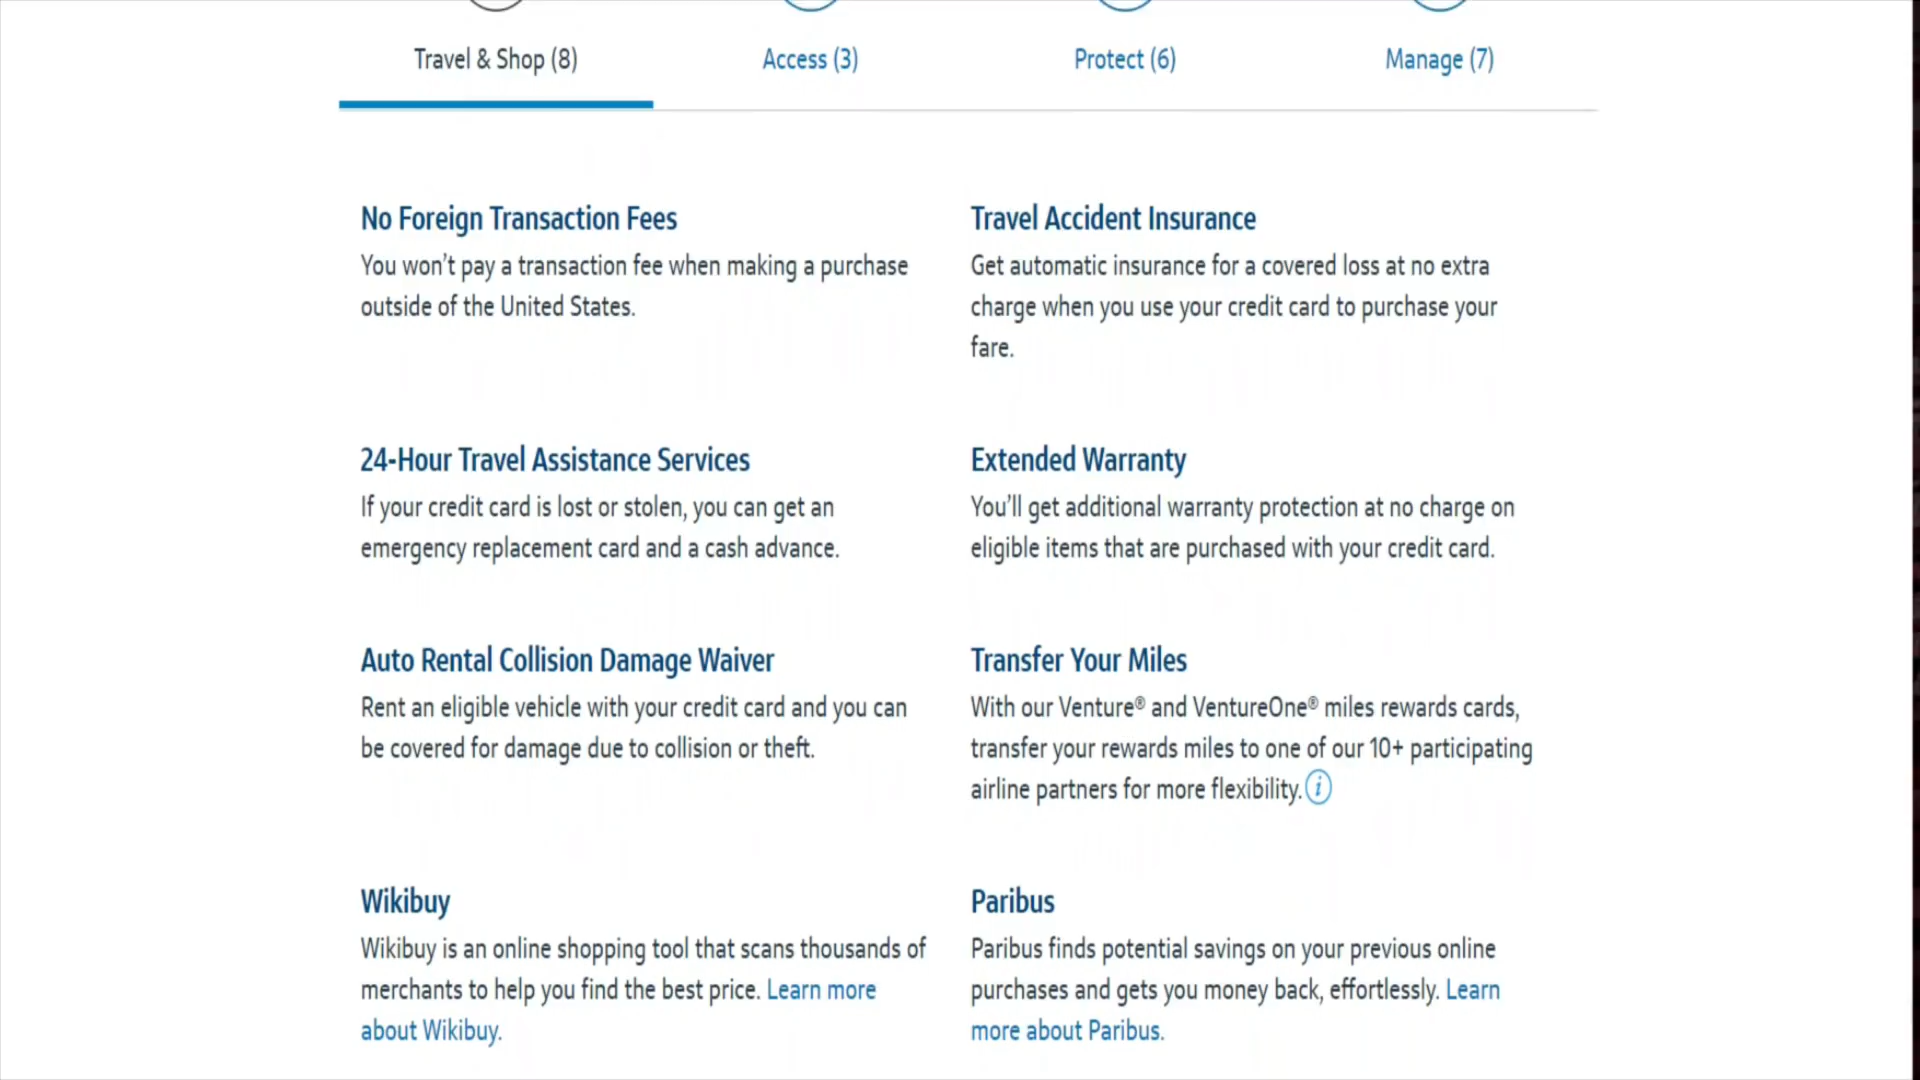 Travel & Shop (8)
Access (3)
Protect (6)
Manage (7)
No Foreign Transaction Fees
You won't pay a transaction fee when making a purchase
outside of the United States.
Travel Accident Insurance
Get automatic insurance for a covered loss at no extra
charge when you use your credit card to purchase your
fare.
24-Hour Travel Assistance Services
If your credit card is lost or stolen, you can get an
emergency replacement card and a cash advance.
Extended Warranty
You'll get additional warranty protection at no charge on
eligible items that are purchased with your credit card.
Auto Rental Collision Damage Waiver
Rent an eligible vehicle with your credit card and you can
be covered for damage due to collision or theft.
Transfer Your Miles
With our Venture® and VentureOne® miles rewards cards,
transfer your rewards miles to one of our 10+ participating
airline partners for more flexibility. i
Wikibuy
Wikibuy is an online shopping tool that scans thousands of
merchants to help you find the best price. Learn more
about Wikibuy.
Paribus
Paribus finds potential savings on your previous online
purchases and gets you money back, effortlessly. Learn
more about Paribus.